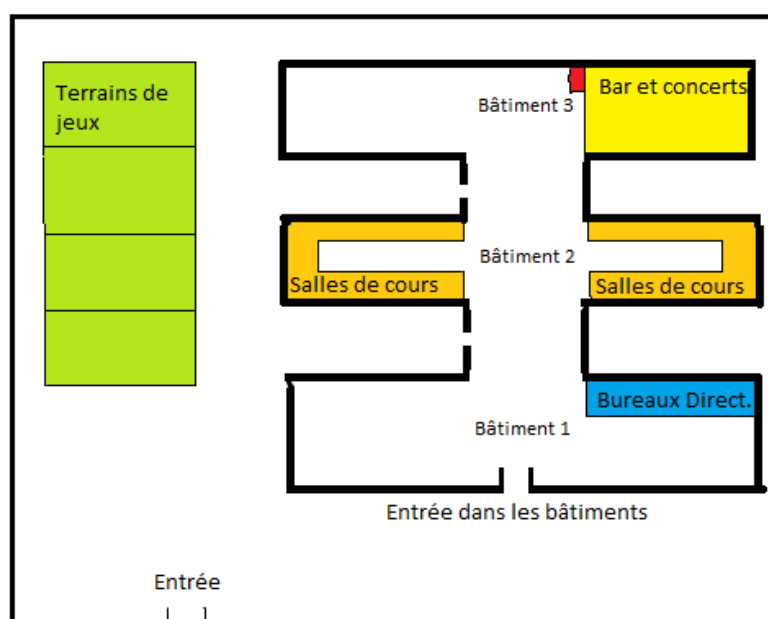 Terrains de
jeux
Bar et concerts
Bâtiment 3
Bâtiment 2
Salles de cours
Salles de cours
Bureaux Direct.
Bâtiment 1
Entrée dans les bâtiments
Entrée